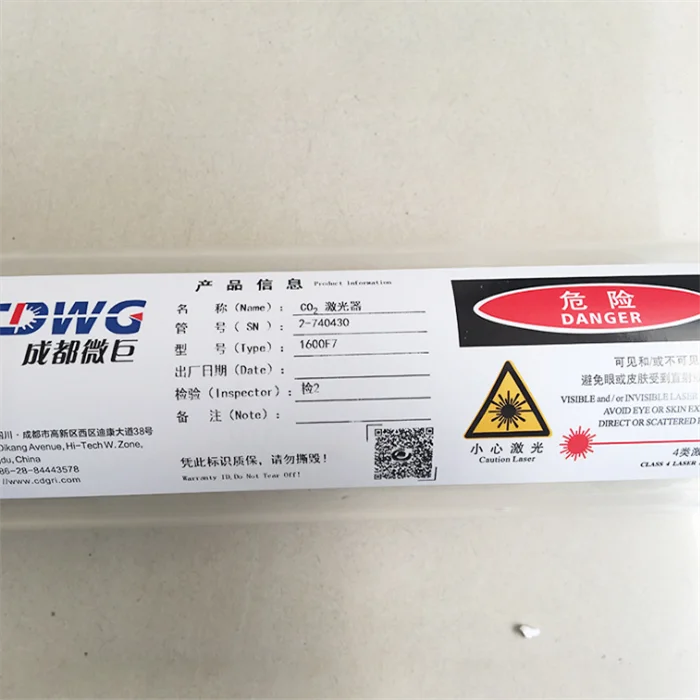 CDWG
成都微巨
川·成都市高新区西区迪康大道38号
Dikang Avenue, Hi-Tech W. Zone,
gdu, China
86-28-84443578
//www.cdgri.com
产品信息 Product Information
名 称(Name): CO₂ 激光器
管 号( SN ): 2-740430
型 号(Type): 1600F7
出厂日期(Date):
检验(Inspector): 检2
备 注(Note):
凭此标识质保,请勿撕毁!
Warranty ID, Do Not Tear Off!
危险
DANGER
小心激光
Caution Laser
可见和/或不可见
避免眼或皮肤受到直射
VISIBLE and / or INVISIBLE LASER
AVOID EYE OR SKIN EX
DIRECT OR SCATTERED
4类激
CLASS 4 LASER